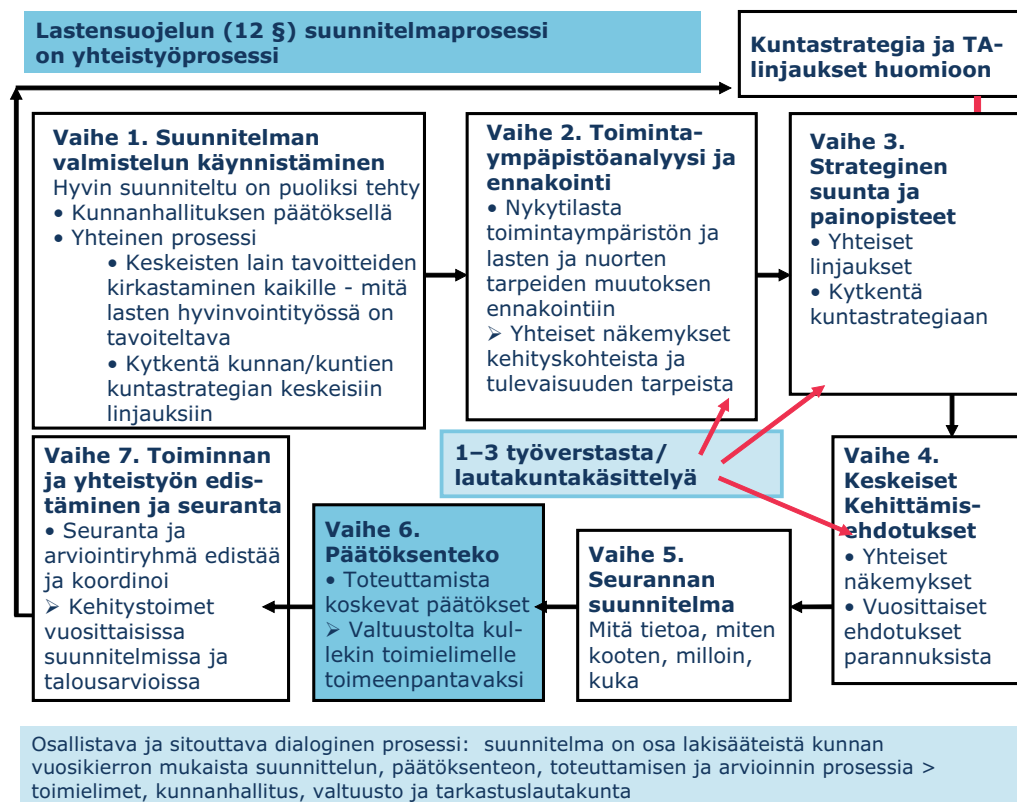 Lastensuojelun (12 §) suunnitelmaprosessi
on yhteistyöprosessi
Kuntastrategia ja TA-
linjaukset huomioon
Vaihe 1. Suunnitelman
valmistelun käynnistäminen
Hyvin suunniteltu on puoliksi tehty
• Kunnanhallituksen päätöksellä
• Yhteinen prosessi
• Keskeisten lain tavoitteiden
kirkastaminen kaikille - mitä
lasten hyvinvointityössä on
tavoiteltava
• Kytkentä kunnan/kuntien
kuntastrategian keskeisiin
linjauksiin
Vaihe 2. Toiminta-
ympäpistöanalyysi ja
ennakointi
• Nykytilasta
toimintaympäristön ja
lasten ja nuorten
tarpeiden muutoksen
ennakointiin
➢ Yhteiset näkemykset
kehityskohteista ja
tulevaisuuden tarpeista
Vaihe 3.
Strateginen
suunta ja
painopisteet
• Yhteiset
linjaukset
• Kytkentä
kuntastrategiaan
1–3 työverstasta/
lautakuntakäsittelyä
Vaihe 4.
Keskeiset
Kehittämis-
ehdotukset
• Yhteiset
näkemykset
• Vuosittaiset
ehdotukset
parannuksista
Vaihe 5.
Seurannan
suunnitelma
Mitä tietoa, miten
kooten, milloin,
kuka
Vaihe 6.
Päätöksenteko
• Toteuttamista
koskevat päätökset
➢ Valtuustolta kul-
lekin toimielimelle
toimeenpantavaksi
Vaihe 7. Toiminnan
ja yhteistyön edis-
täminen ja seuranta
• Seuranta ja
arviointiryhmä edistää
ja koordinoi
➢ Kehitystoimet
vuosittaisissa
suunnitelmissa ja
talousarvioissa
Osallistava ja sitouttava dialoginen prosessi: suunnitelma on osa lakisääteistä kunnan
vuosikierron mukaista suunnittelun, päätöksenteon, toteuttamisen ja arvioinnin prosessia >
toimielimet, kunnanhallitus, valtuusto ja tarkastuslautakunta